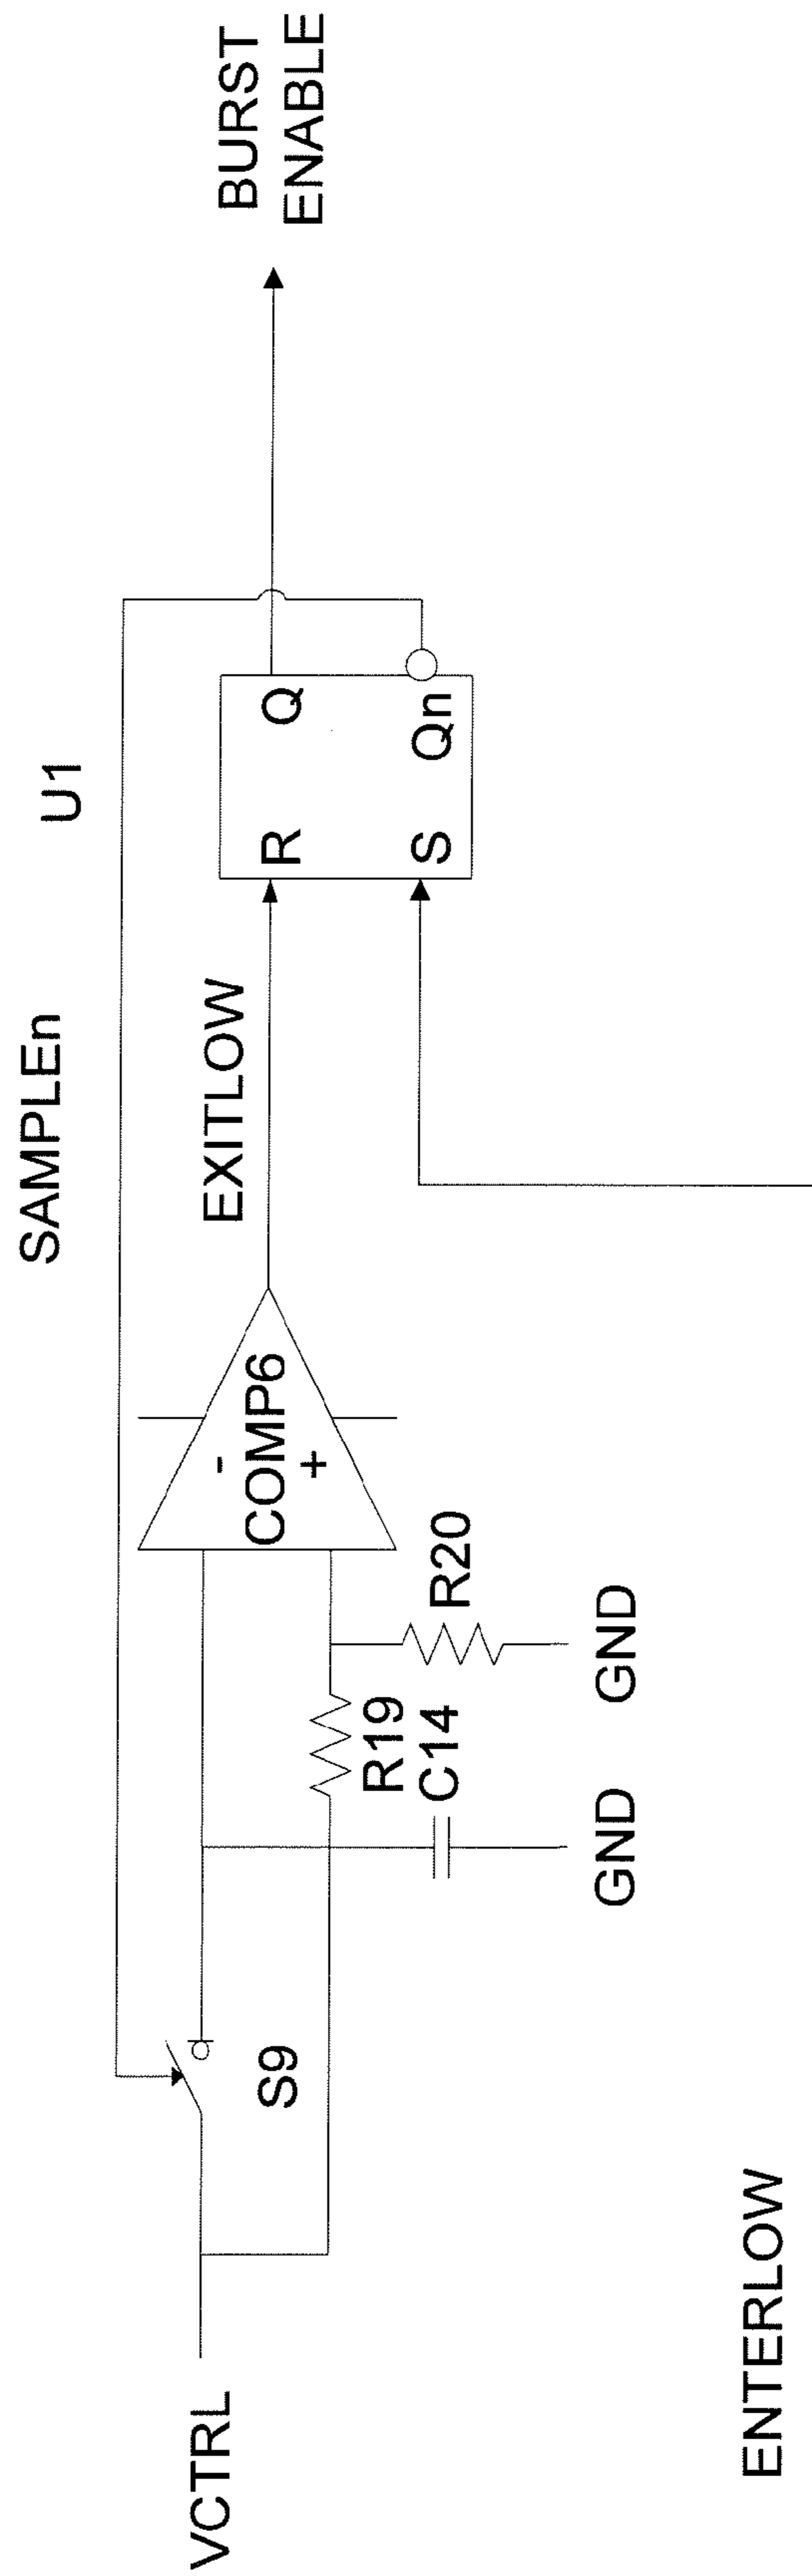 SAMPLEn
U1
BURST
ENABLE
VCTRL
S9
-
COMP6
+
EXITLOW
R
Q
S
Qn
R19
R20
C14
GND
GND
ENTERLOW